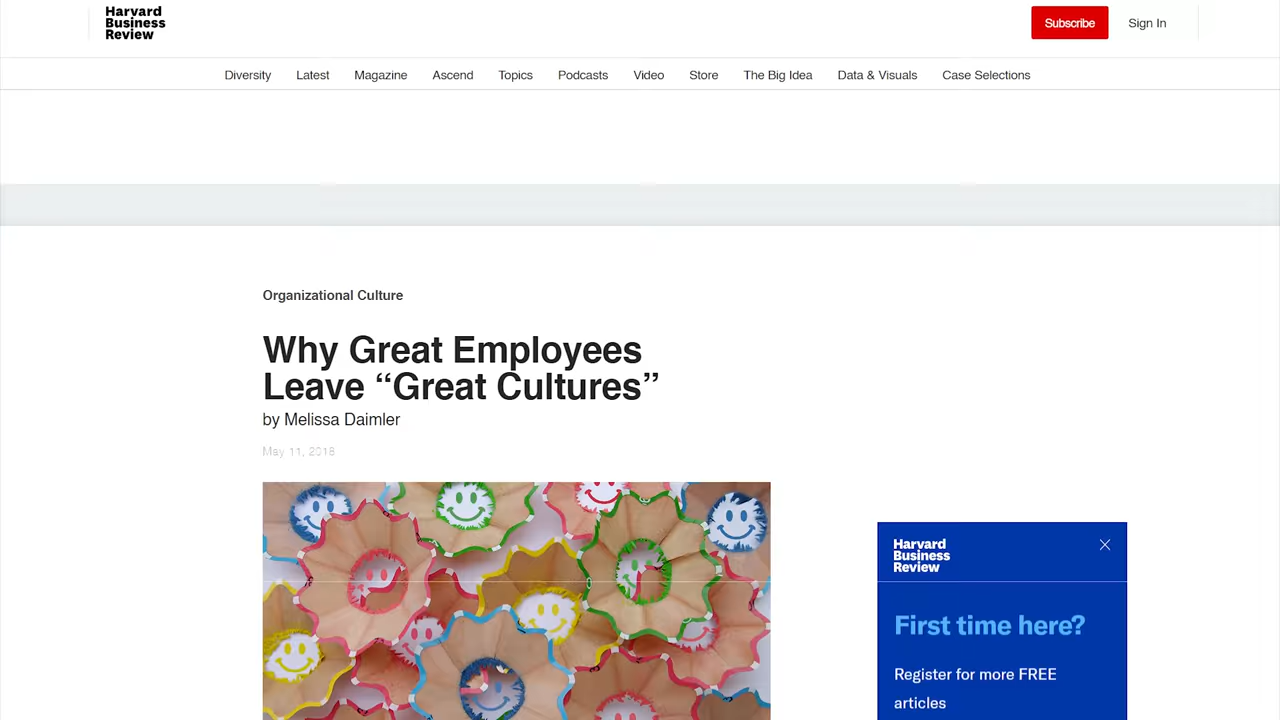 Harvard
Business
Review
Subscribe
Sign In
Diversity
Latest
Magazine
Ascend
Topics
Podcasts
Video
Store
The Big Idea
Data & Visuals
Case Selections
Organizational Culture
Why Great Employees
Leave “Great Cultures”
by Melissa Daimler
May 11, 2018
Harvard
Business
Review
First time here?
Register for more FREE
articles